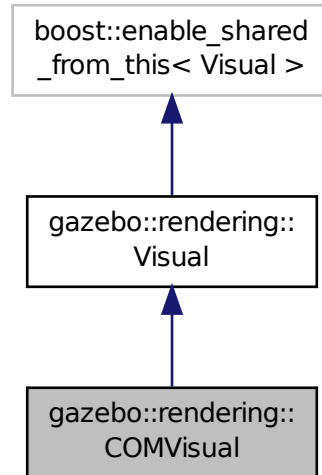 boost::enable_shared
_from_this< Visual >
gazebo::rendering::
Visual
gazebo::rendering::
COMVisual